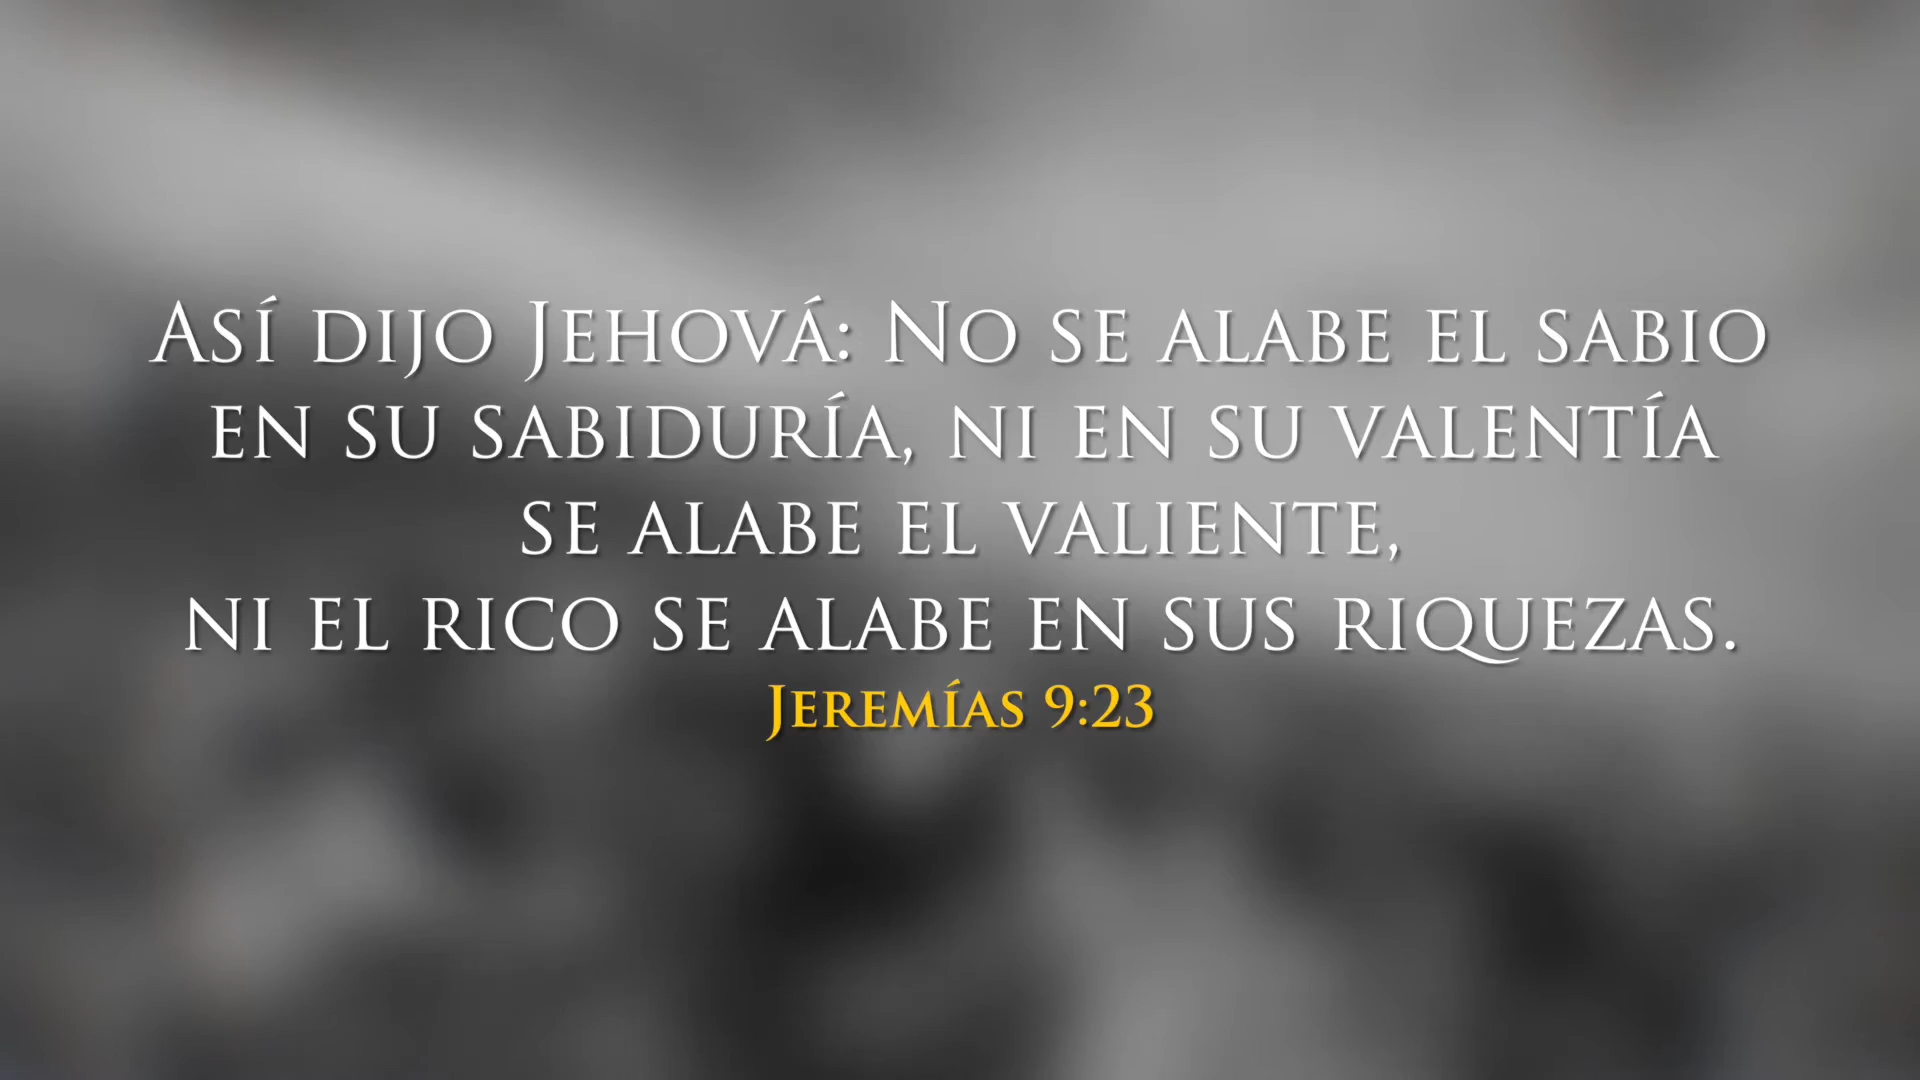 Así dijo Jehová: No se alabe el sabio
en su sabiduría, ni en su valentía
se alabe el valiente,
ni el rico se alabe en sus riquezas.
Jeremías 9:23